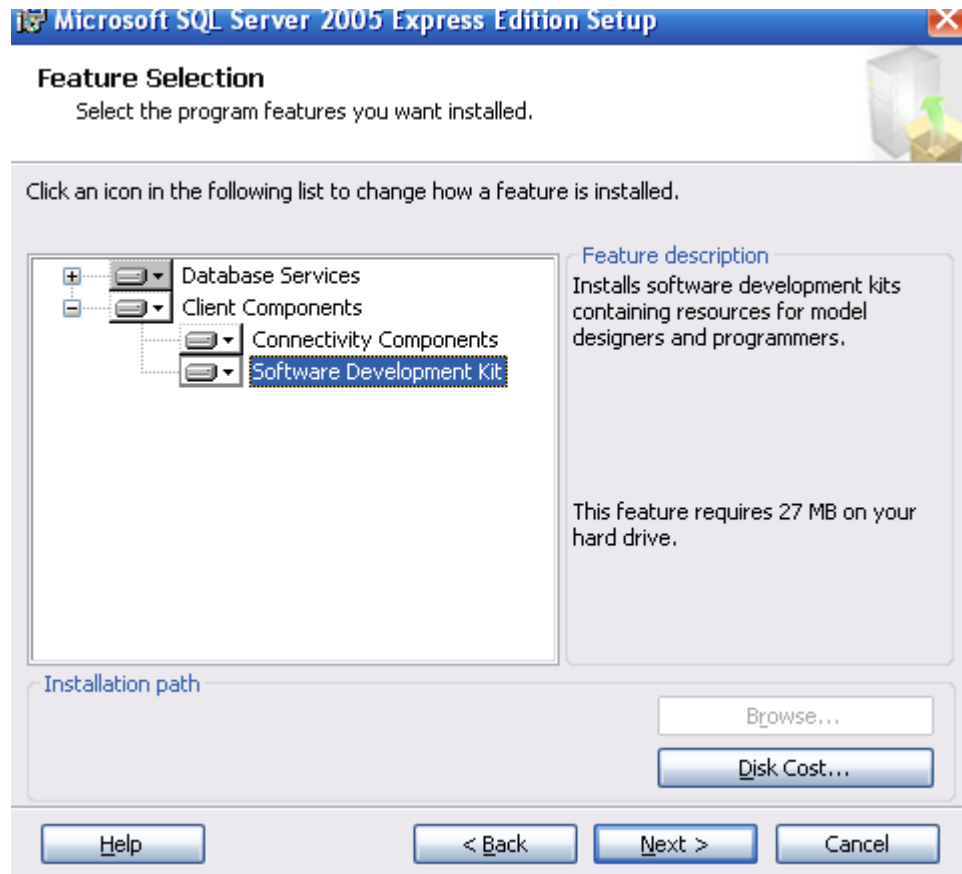 Microsoft SQL Server 2005 Express Edition Setup
Feature Selection
Select the program features you want installed.
Click an icon in the following list to change how a feature is installed.
Database Services
Client Components
Connectivity Components
Software Development Kit
Feature description
Installs software development kits
containing resources for model
designers and programmers.
This feature requires 27 MB on your
hard drive.
Installation path
Browse...
Disk Cost...
Help
< Back
Next >
Cancel